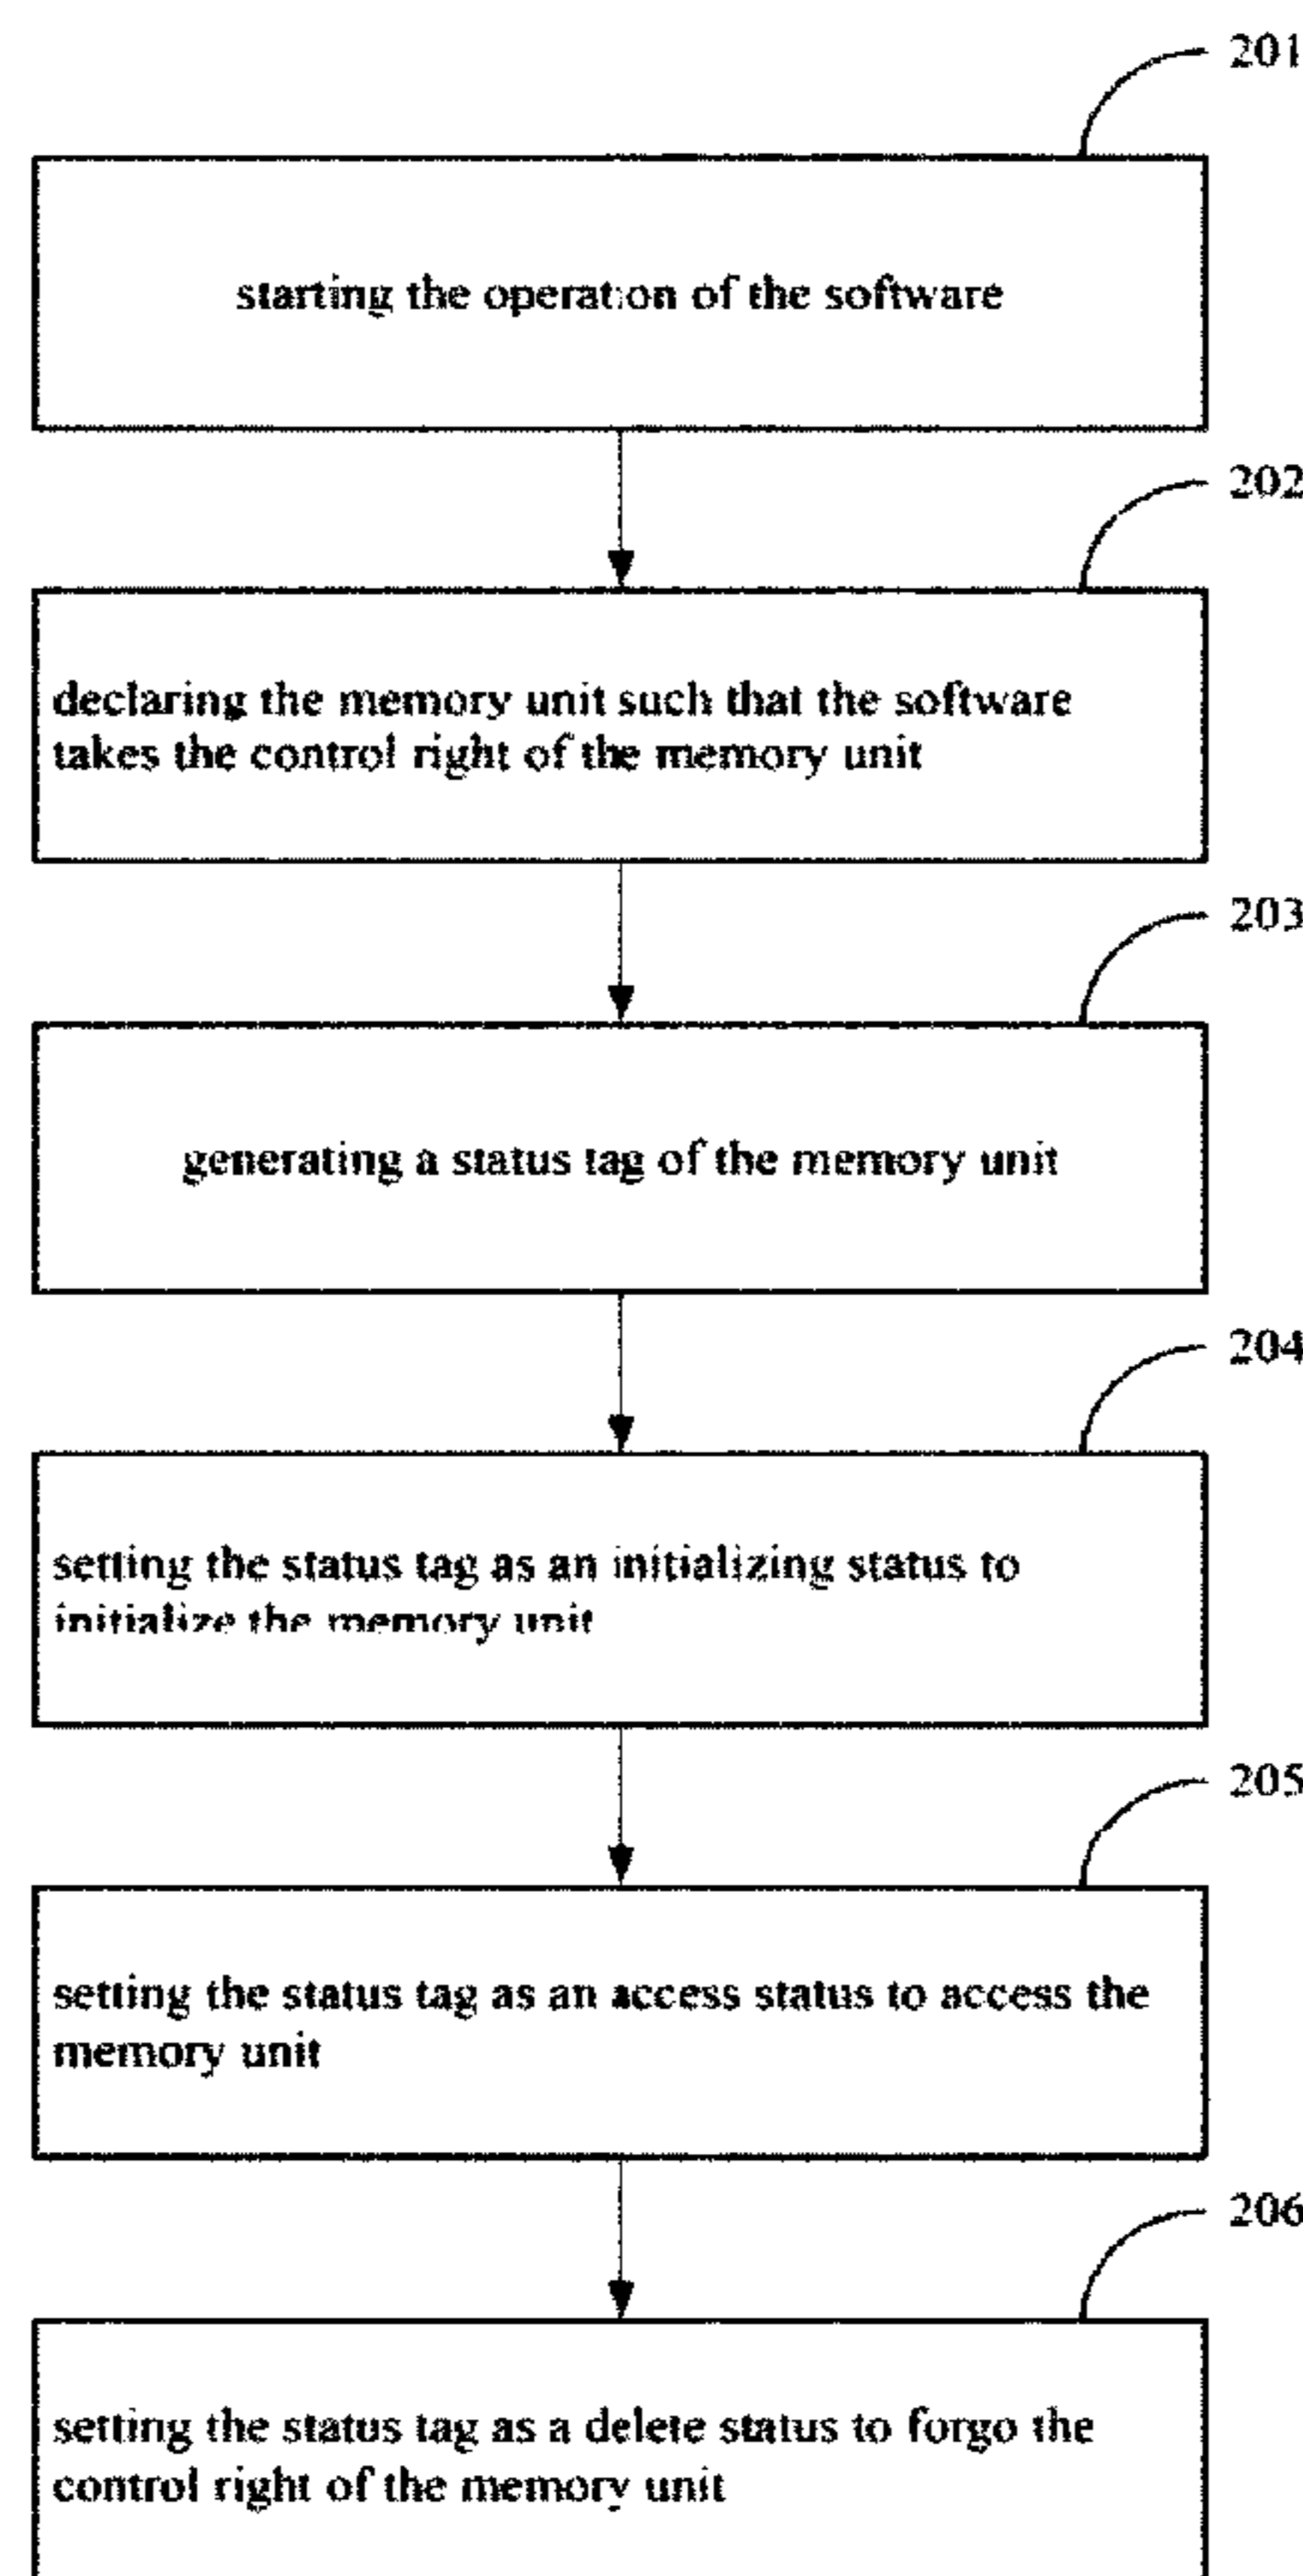 201
starting the operation of the software
202
declaring the memory unit such that the software
takes the control right of the memory unit
203
generating a status tag of the memory unit
204
setting the status tag as an initializing status to
initialize the memory unit
205
setting the status tag as an access status to access the
memory unit
206
setting the status tag as a delete status to forgo the
control right of the memory unit